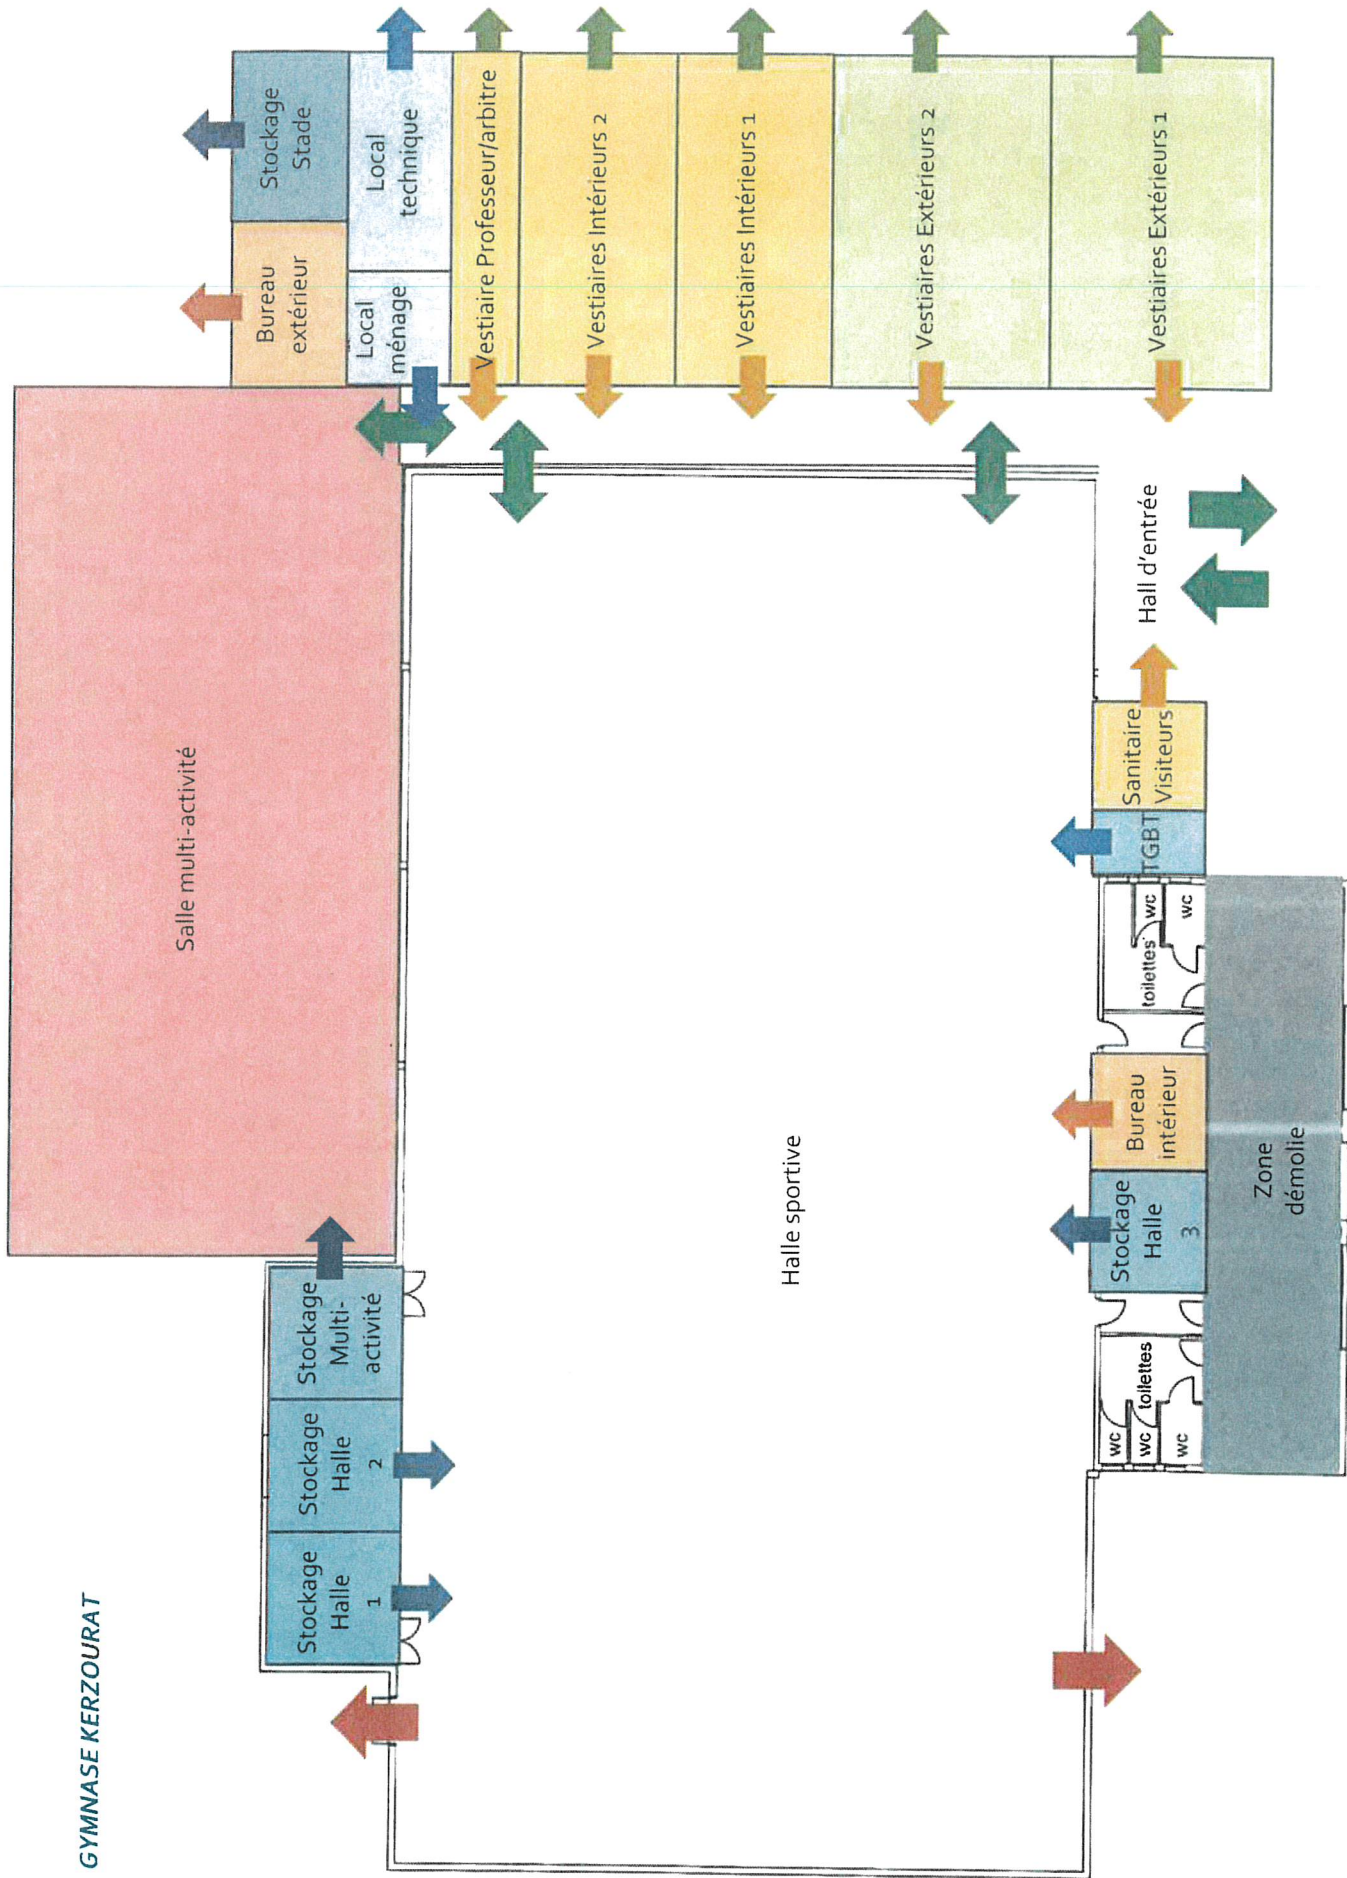 GYMNASE KERZOURAT
Stockage
Halle
1
Stockage
Halle
2
Stockage
Multi-
activité
Salle multi-activité
Bureau
extérieur
Stockage
Stade
Local
ménage
Local
technique
Vestiaire Professeur/arbitre
Vestiaires Intérieurs 2
Vestiaires Intérieurs 1
Vestiaires Extérieurs 2
Vestiaires Extérieurs 1
Halle sportive
Hall d'entrée
wc
wc
wc
toilettes
Stockage
Halle
3
Bureau
intérieur
toilettes
wc
wc
TGBT
Sanitaire
Visiteurs
Zone
démolie